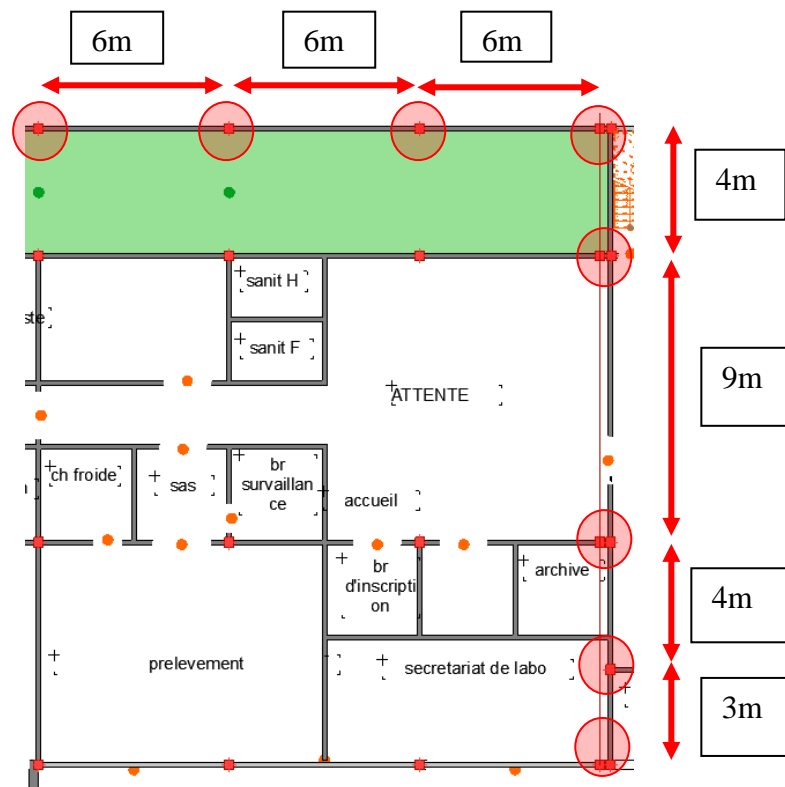 6m
6m
6m
4m
sanit H
ste
sanit F
9m
ATTENTE
ch froide
sas
br
survaillan
ce
accueil
br
d'inscripti
on
archive
4m
prelevement
secretariat de labo
3m